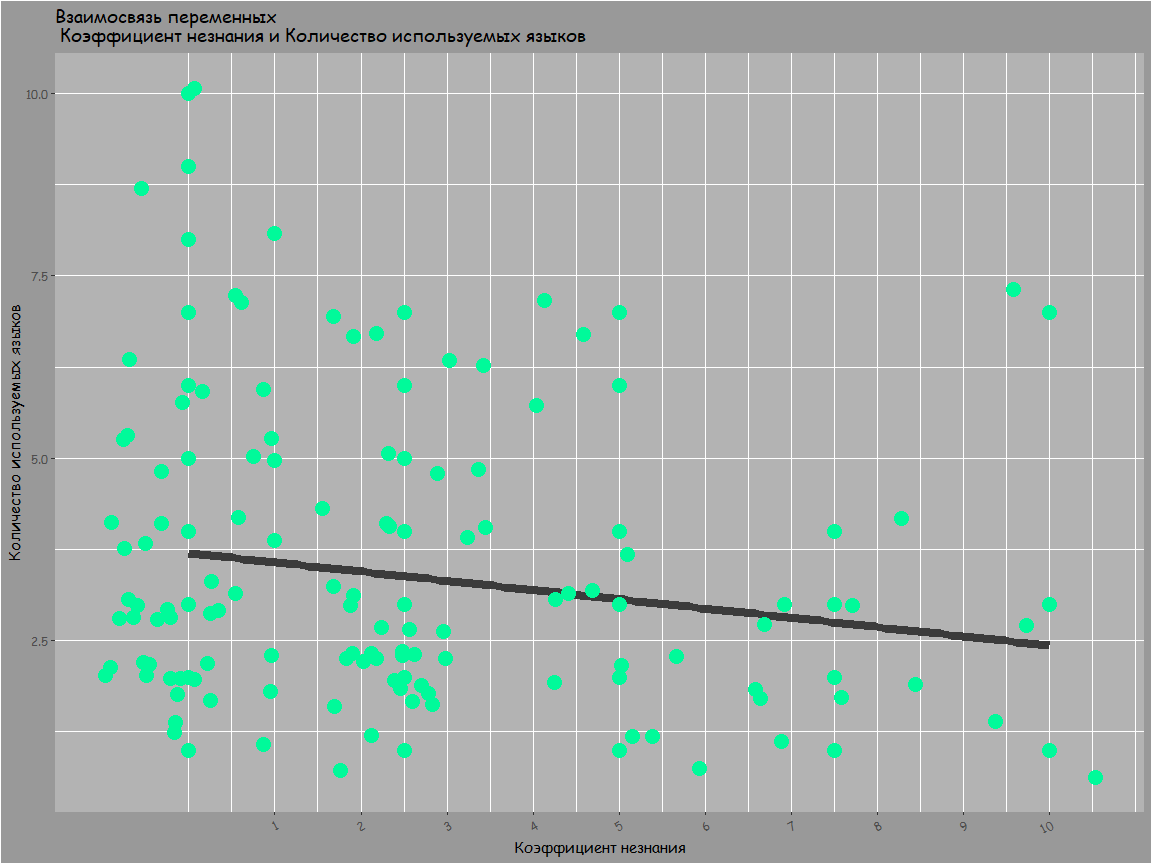 Взаимосвязь переменных
Коэффициент незнания и Количество используемых языков
10.0
7.5
5.0
2.5
Количество используемых языков
1 2 3 4 5 6 7 8 9 10
Коэффициент незнания